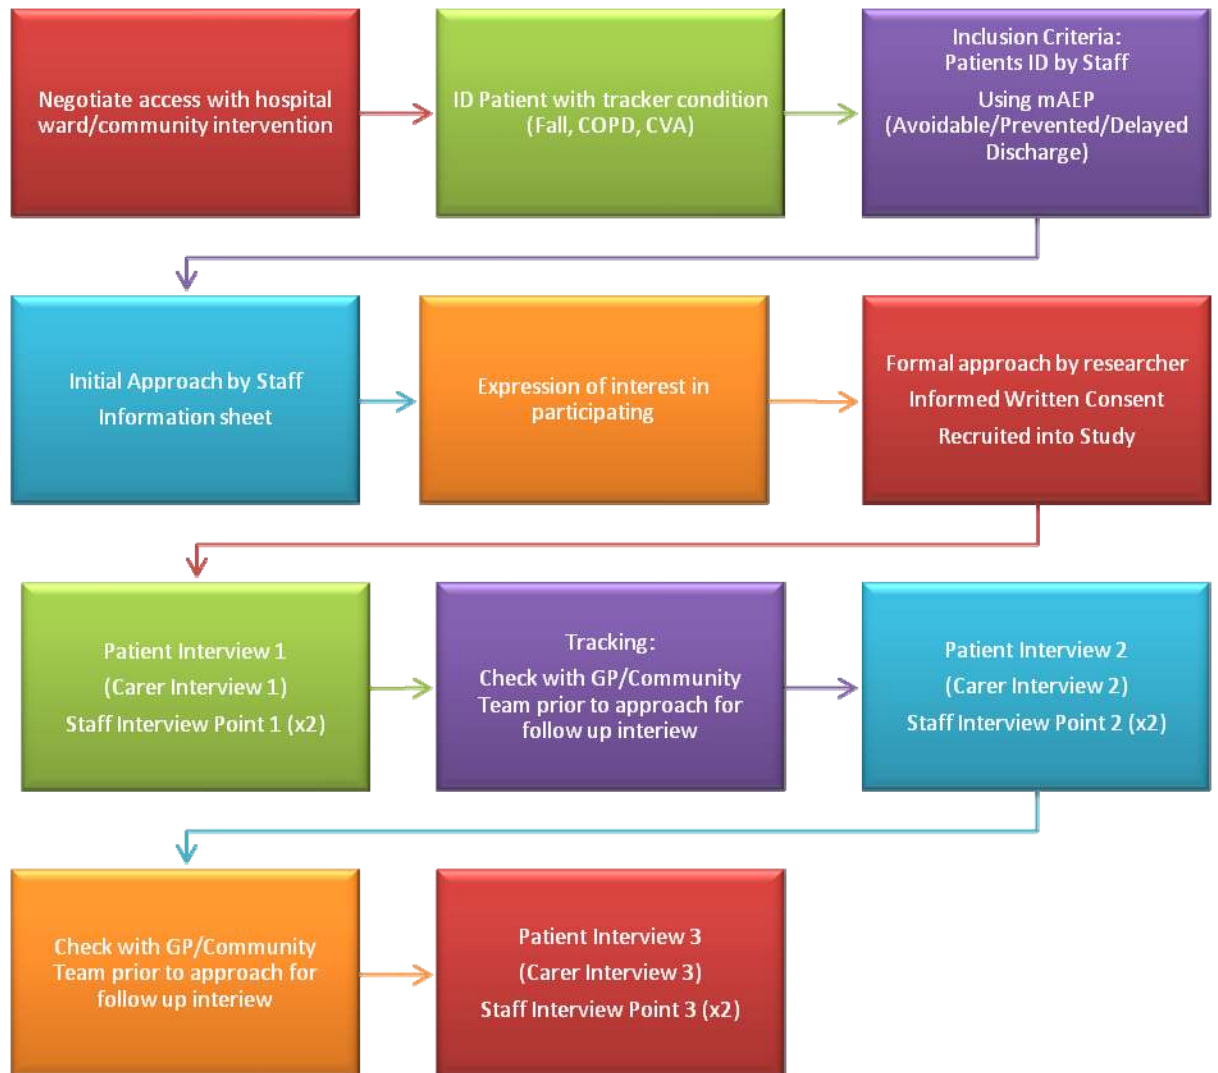 Negotiate access with hospital
ward/community intervention
ID Patient with tracker condition
(Fall, COPD, CVA)
Inclusion Criteria:
Patients ID by Staff
Using mAEP
(Avoidable/Prevented/Delayed
Discharge)
Initial Approach by Staff
Information sheet
Expression of interest in
participating
Formal approach by researcher
Informed Written Consent
Recruited into Study
Patient Interview 1
(Carer Interview 1)
Staff Interview Point 1 (x2)
Tracking:
Check with GP/Community
Team prior to approach for
follow up interiew
Patient Interview 2
(Carer Interview 2)
Staff Interview Point 2 (x2)
Check with GP/Community
Team prior to approach for
follow up interiew
Patient Interview 3
(Carer Interview 3)
Staff Interview Point 3 (x2)